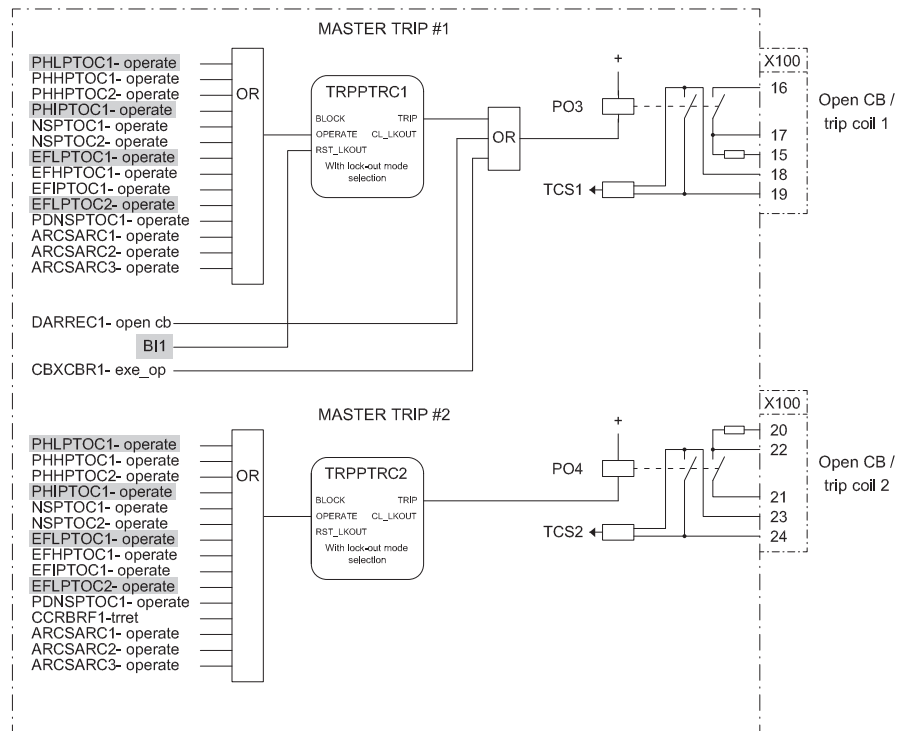 MASTER TRIP #1
PHLPTOC1- operate
PHHPTOC1- operate
PHHPTOC2- operate
PHIPTOC1- operate
NSPTOC1- operate
NSPTOC2- operate
EFLPTOC1- operate
EFHPTOC1- operate
EFIPTOC1- operate
EFLPTOC2- operate
PDNSPTOC1- operate
ARCSARC1- operate
ARCSARC2- operate
ARCSARC3- operate
OR
TRPPTRC1
BLOCK TRIP
OPERATE CL_LKOUT
RST_LKOUT
With lock-out mode
selection
OR
+
PO3
TCS1
X100
16
17
15
18
19
Open CB /
trip coil 1
DARREC1- open cb
BI1
CBXCBR1- exe_op
MASTER TRIP #2
PHLPTOC1- operate
PHHPTOC1- operate
PHHPTOC2- operate
PHIPTOC1- operate
NSPTOC1- operate
NSPTOC2- operate
EFLPTOC1- operate
EFHPTOC1- operate
EFIPTOC1- operate
EFLPTOC2- operate
PDNSPTOC1- operate
CCRBRF1-trret
ARCSARC1- operate
ARCSARC2- operate
ARCSARC3- operate
OR
TRPPTRC2
BLOCK TRIP
OPERATE CL_LKOUT
RST_LKOUT
With lock-out mode
selection
+
PO4
TCS2
X100
20
22
21
23
24
Open CB /
trip coil 2